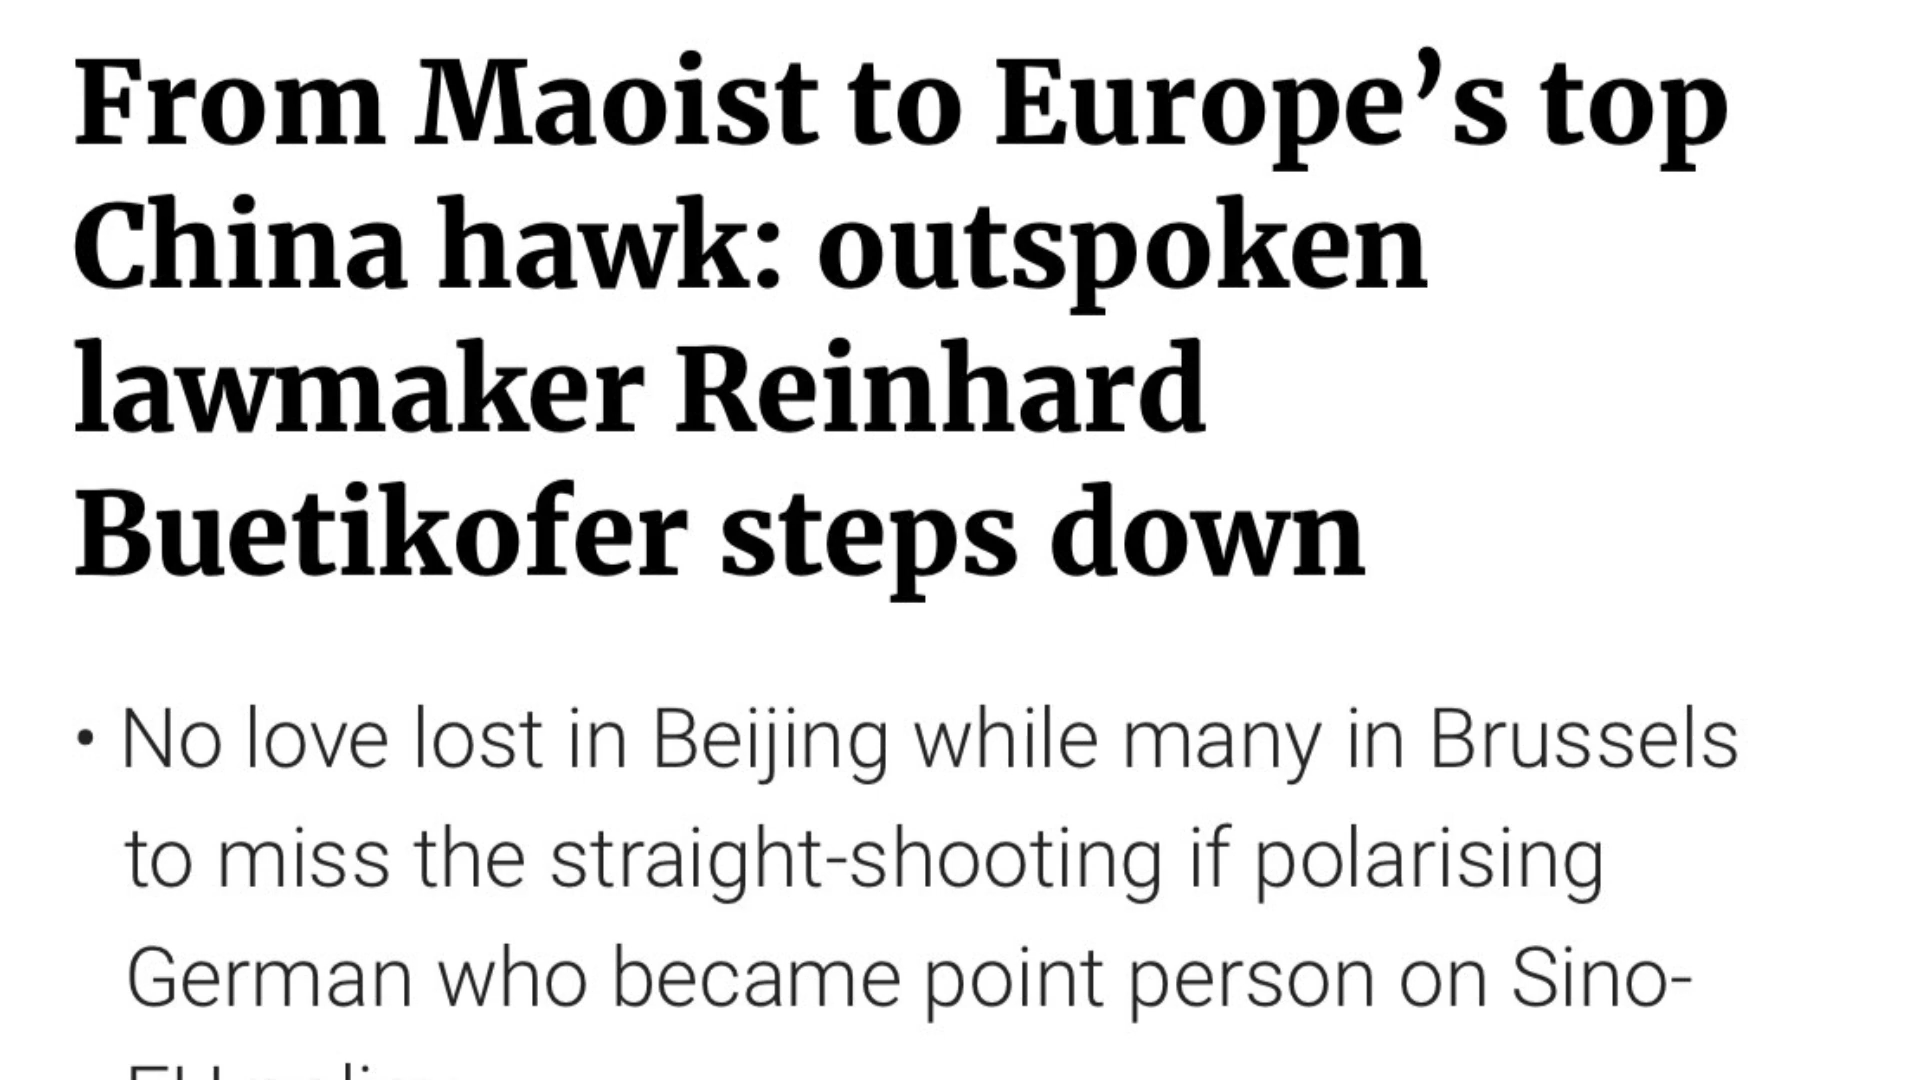 From Maoist to Europe’s top
China hawk: outspoken
lawmaker Reinhard
Buetikofer steps down
• No love lost in Beijing while many in Brussels
to miss the straight-shooting if polarising
German who became point person on Sino-